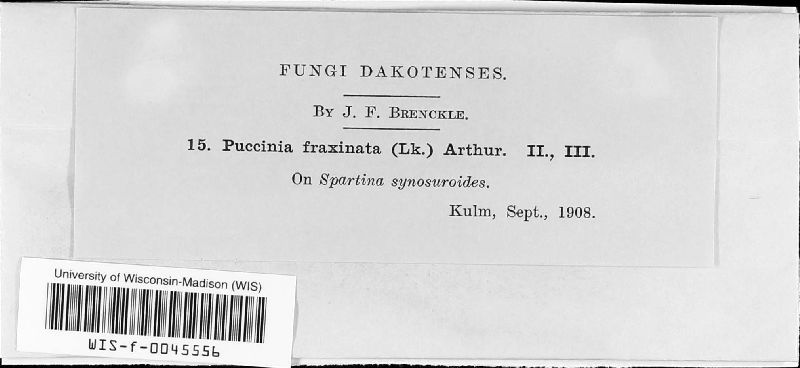 FUNGI DAKOTENSES.
By J. F. Brenckle.
15. Puccinia fraxinata (Lk.) Arthur. II., III.
On Spartina synosuroides.
Kulm, Sept., 1908.
University of Wisconsin-Madison (WIS)
WIS-f-0045556